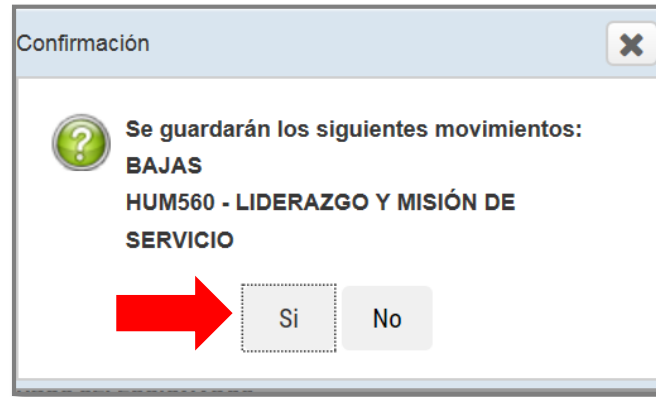 Confirmación
Se guardarán los siguientes movimientos:
BAJAS
HUM560 - LIDERAZGO Y MISIÓN DE
SERVICIO
Si No